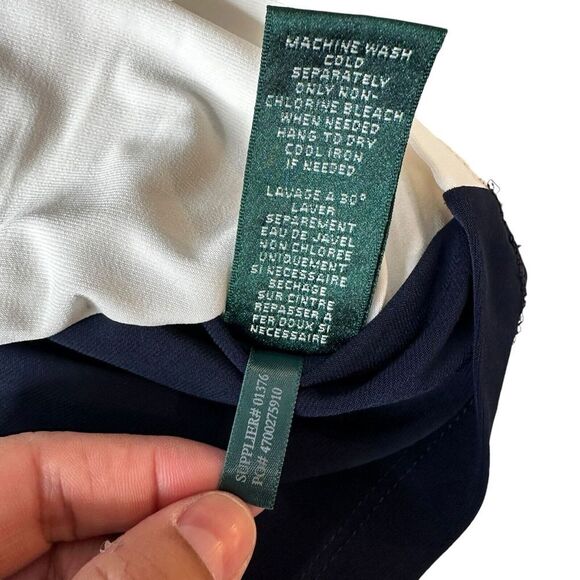 MACHINE WASH
COLD
SEPARATELY
ONLY NON-
CHLORINE BLEACH
WHEN NEEDED
HANG TO DRY
COOL IRON
IF NEEDED
LAVAGE A 30°
LAVER
SEPAREMENT
EAU DE JAVEL
NON CHLOREE
UNIQUEMENT
SI NECESSAIRE
SECHAGE
SUR CINTRE
REPASSER A
FER DOUX SI
NECESSAIRE
SUPPLIER# 01376
PO# 4700275910